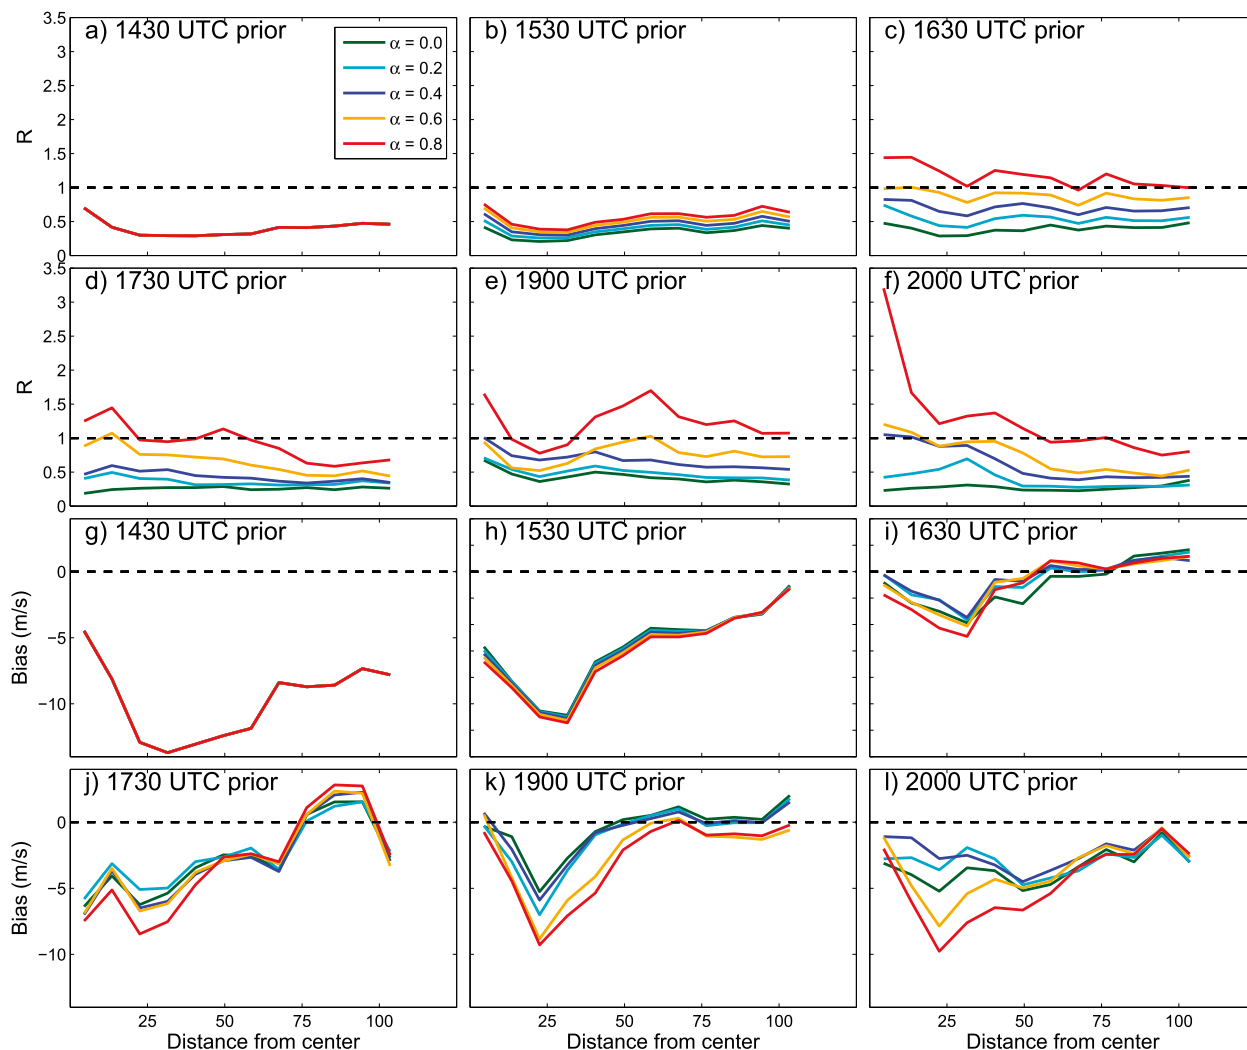 a) 1430 UTC prior
b) 1530 UTC prior
c) 1630 UTC prior
α = 0.0
α = 0.2
α = 0.4
α = 0.6
α = 0.8
3.5
3
2.5
2
1.5
1
0.5
0
R
d) 1730 UTC prior
e) 1900 UTC prior
f) 2000 UTC prior
3.5
3
2.5
2
1.5
1
0.5
0
R
g) 1430 UTC prior
h) 1530 UTC prior
i) 1630 UTC prior
0
−5
−10
Bias (m/s)
j) 1730 UTC prior
k) 1900 UTC prior
l) 2000 UTC prior
0
−5
−10
Bias (m/s)
25 50 75 100
25 50 75 100
25 50 75 100
Distance from center
Distance from center
Distance from center